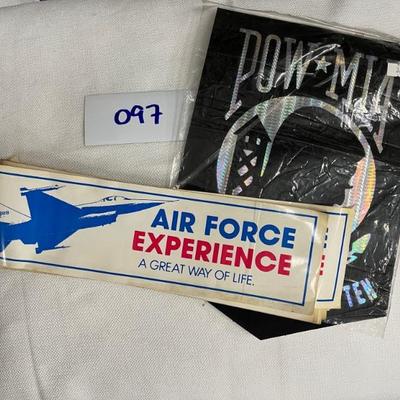 POW★MIA
097
AIR FORCE
EXPERIENCE
A GREAT WAY OF LIFE.